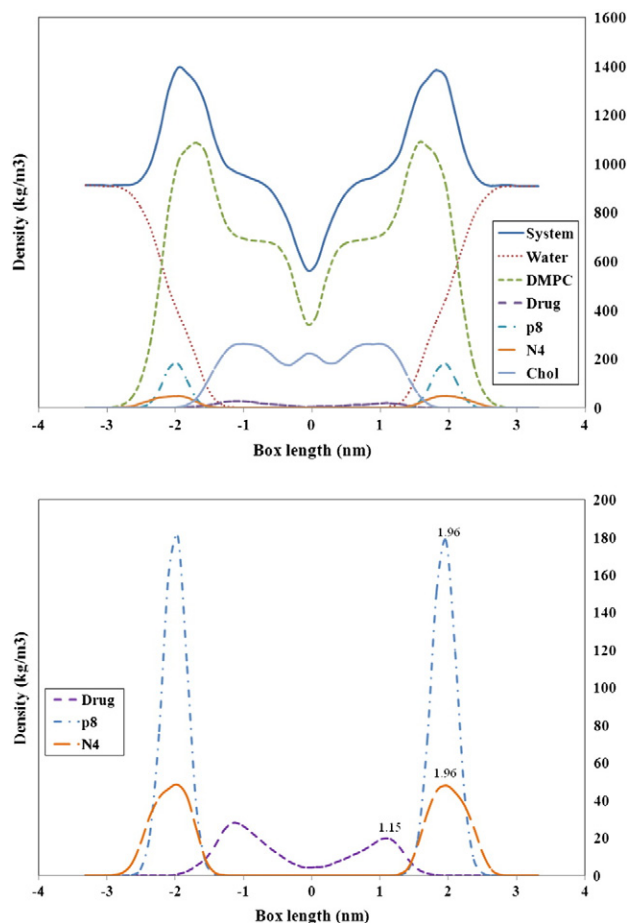 1600
1400
1200
1000
800
600
400
200
0
Density (kg/m3)
System
Water
DMPC
Drug
p8
N4
Chol
-4 -3 -2 -1 0 1 2 3 4
Box length (nm)
200
180
160
140
120
100
80
60
40
20
0
Density (kg/m3)
Drug
p8
N4
1.96
1.96
1.15
-4 -3 -2 -1 0 1 2 3 4
Box length (nm)